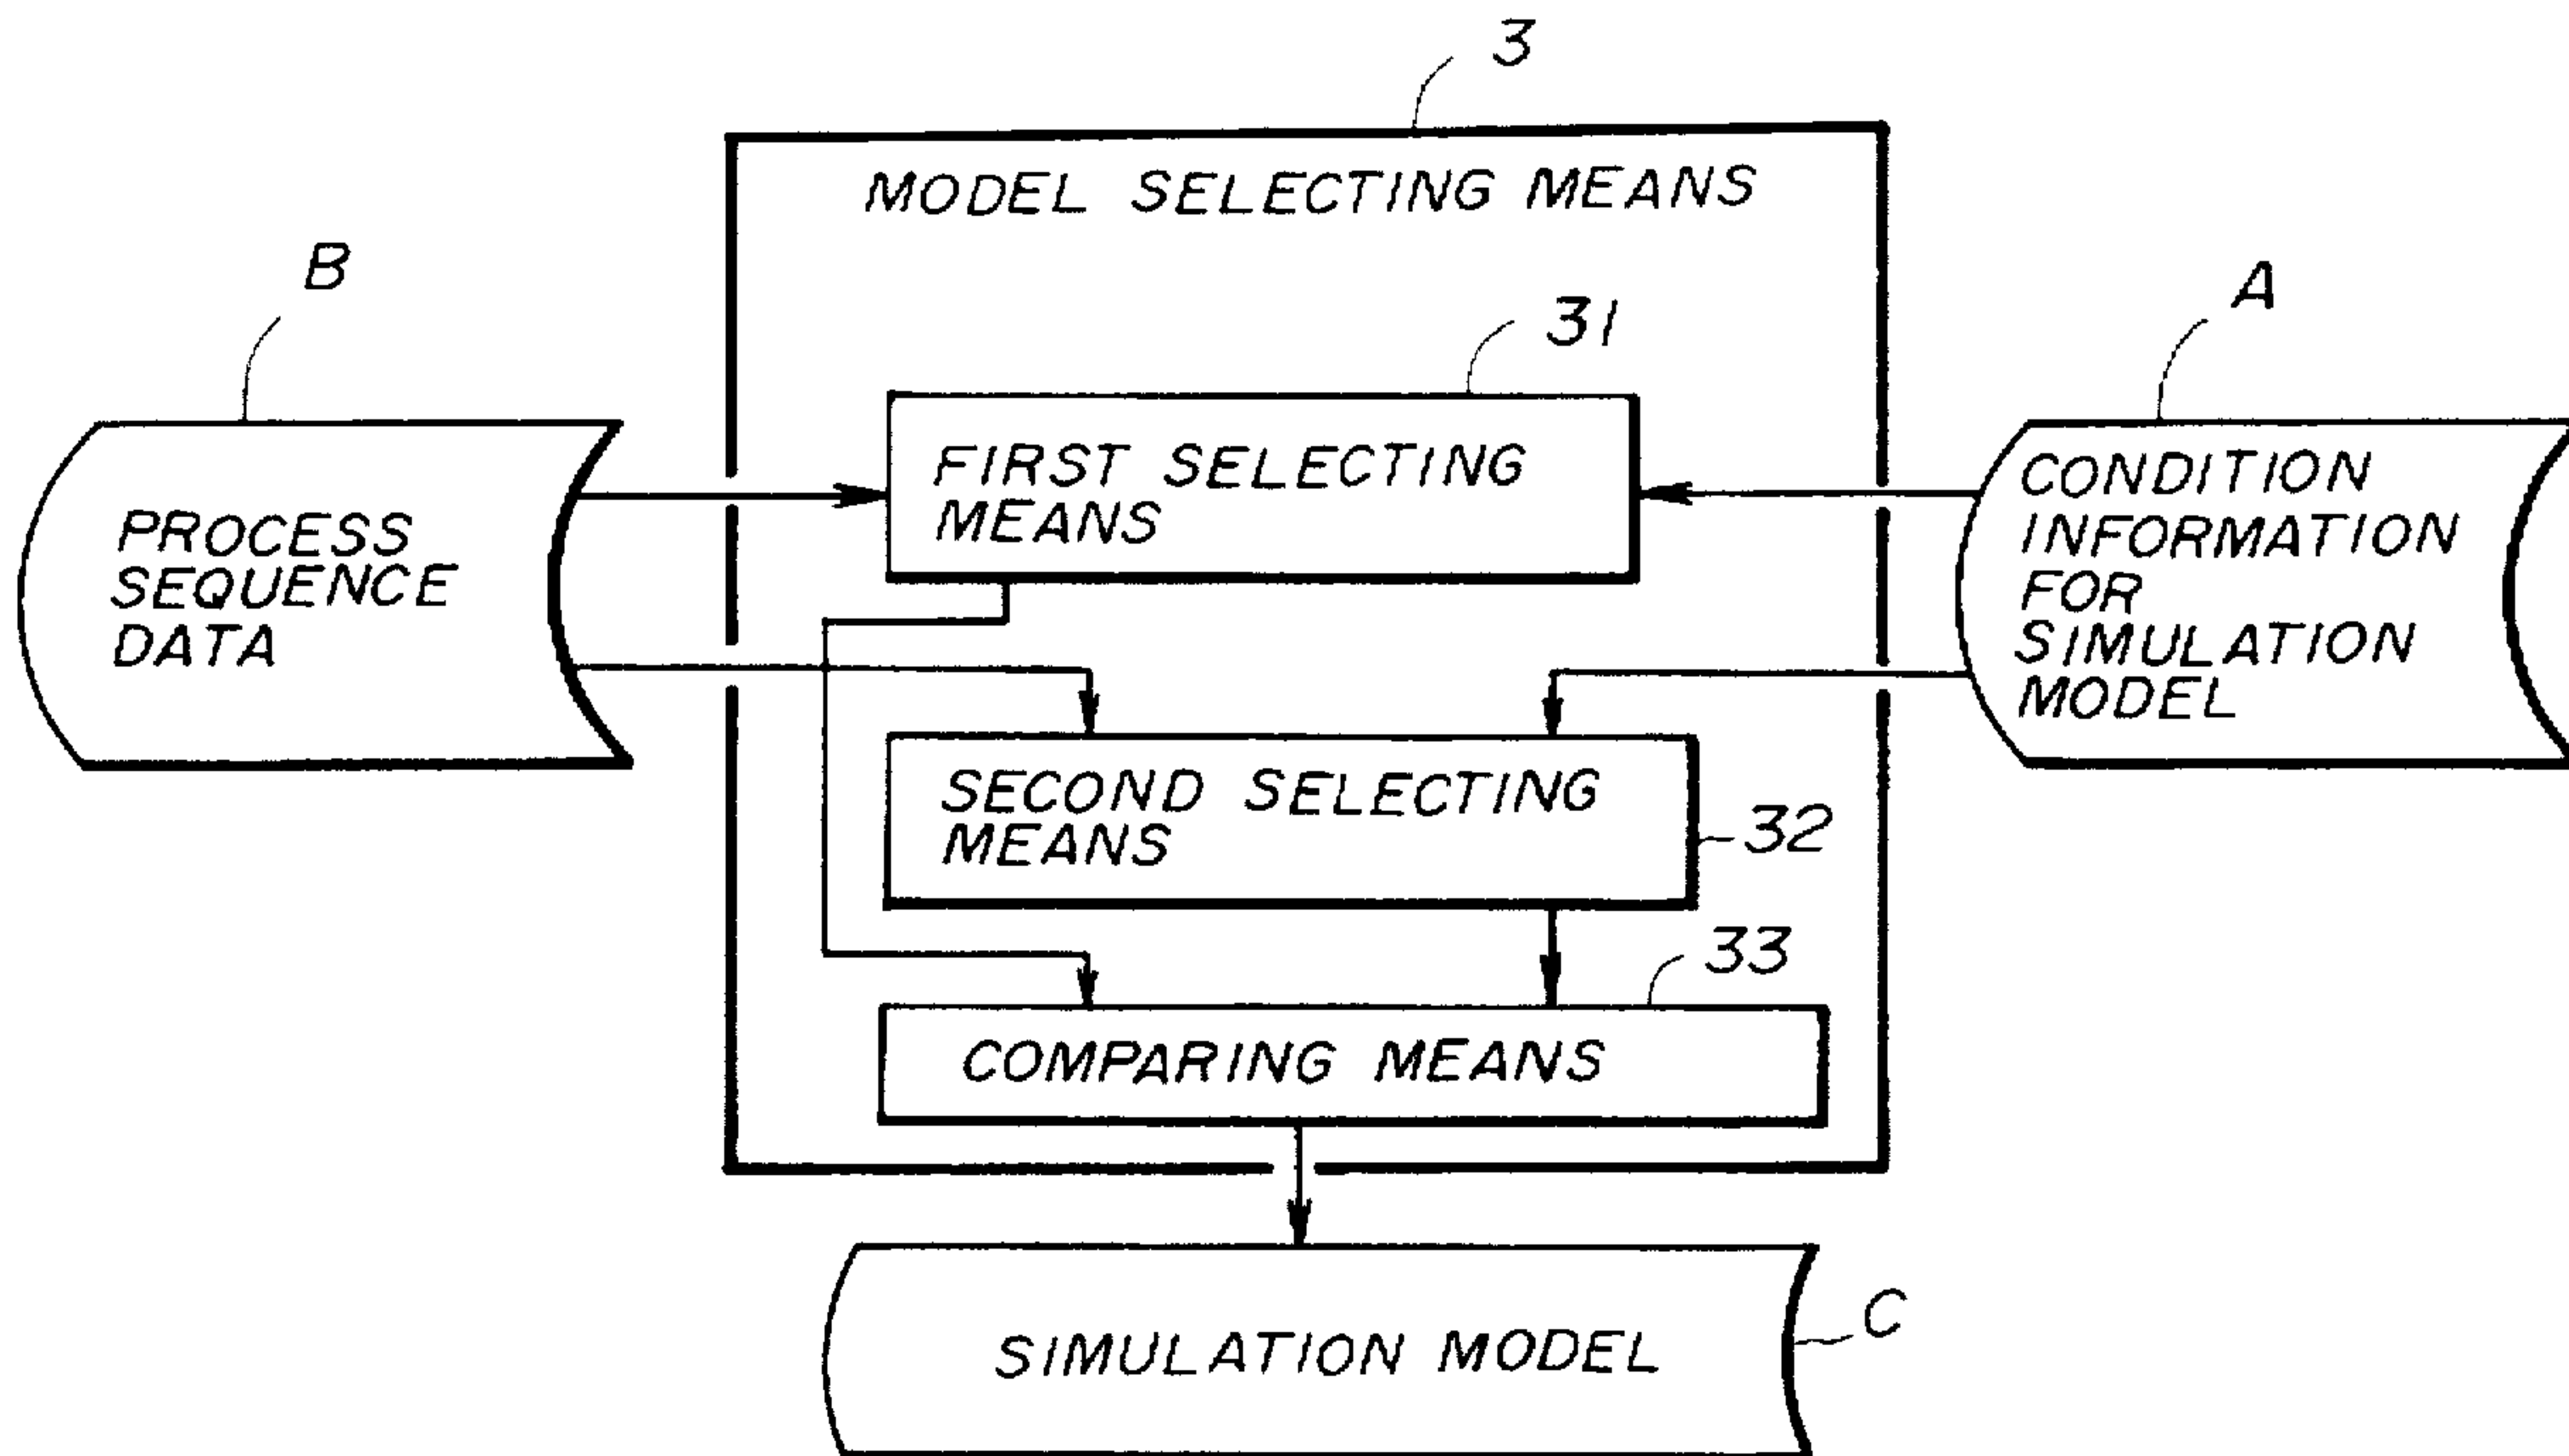 3
MODEL SELECTING MEANS
B
A
31
FIRST SELECTING
MEANS
PROCESS
SEQUENCE
DATA
CONDITION
INFORMATION
FOR
SIMULATION
MODEL
SECOND SELECTING
MEANS
32
33
COMPARING MEANS
SIMULATION MODEL
C